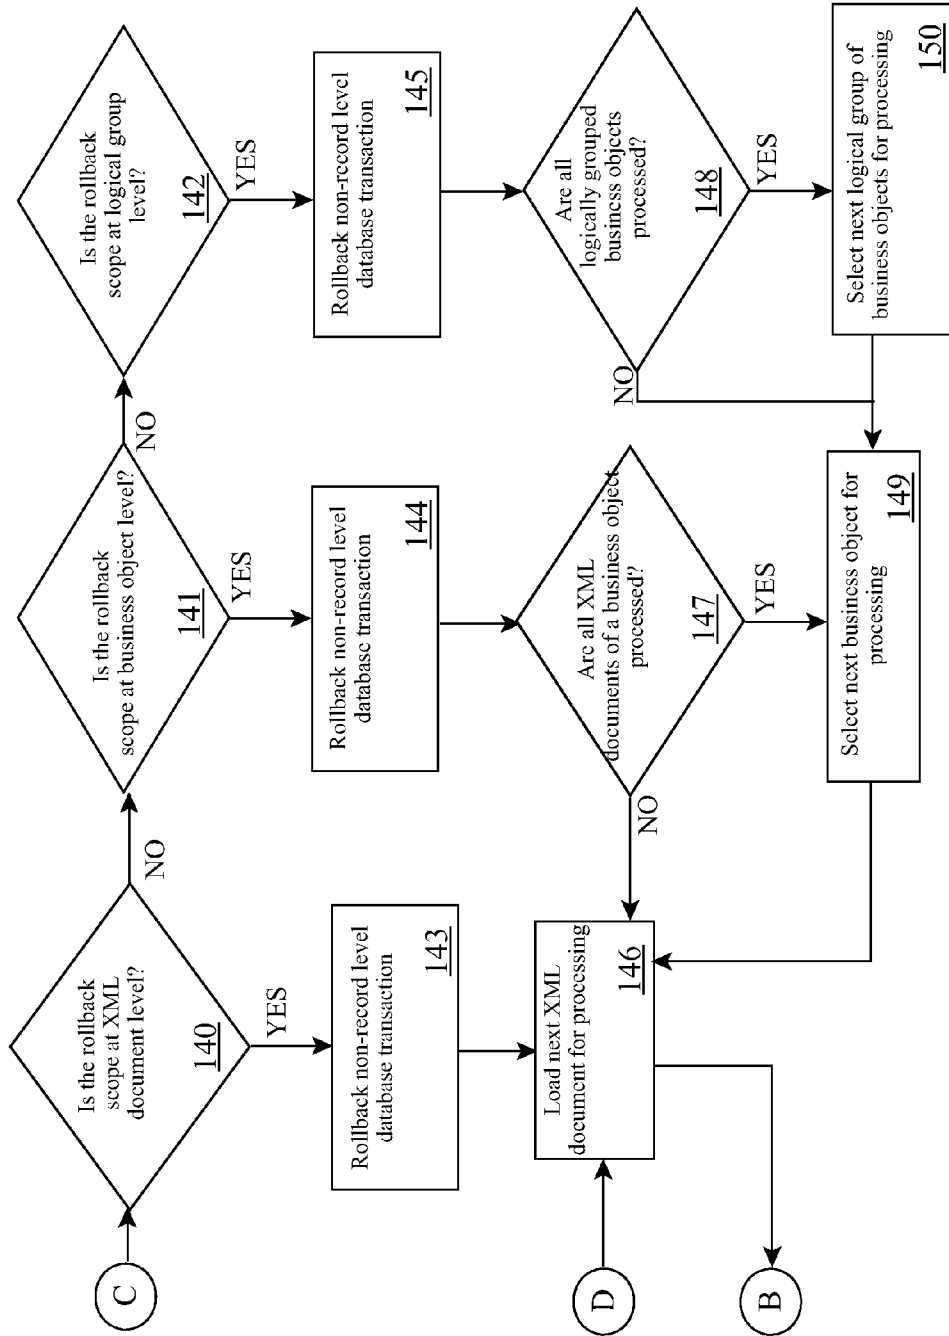 C
Is the rollback
scope at XML
document level?
140
NO
YES
Is the rollback
scope at business object level?
141
NO
YES
Is the rollback
scope at logical group
level?
142
YES
Rollback non-record level
database transaction
143
Rollback non-record level
database transaction
144
Rollback non-record level
database transaction
145
D
Load next XML
document for processing
146
NO
Are all XML
documents of a business object
processed?
147
YES
NO
Are all
logically grouped
business objects
processed?
148
YES
B
Select next business object for
processing
149
Select next logical group of
business objects for processing
150